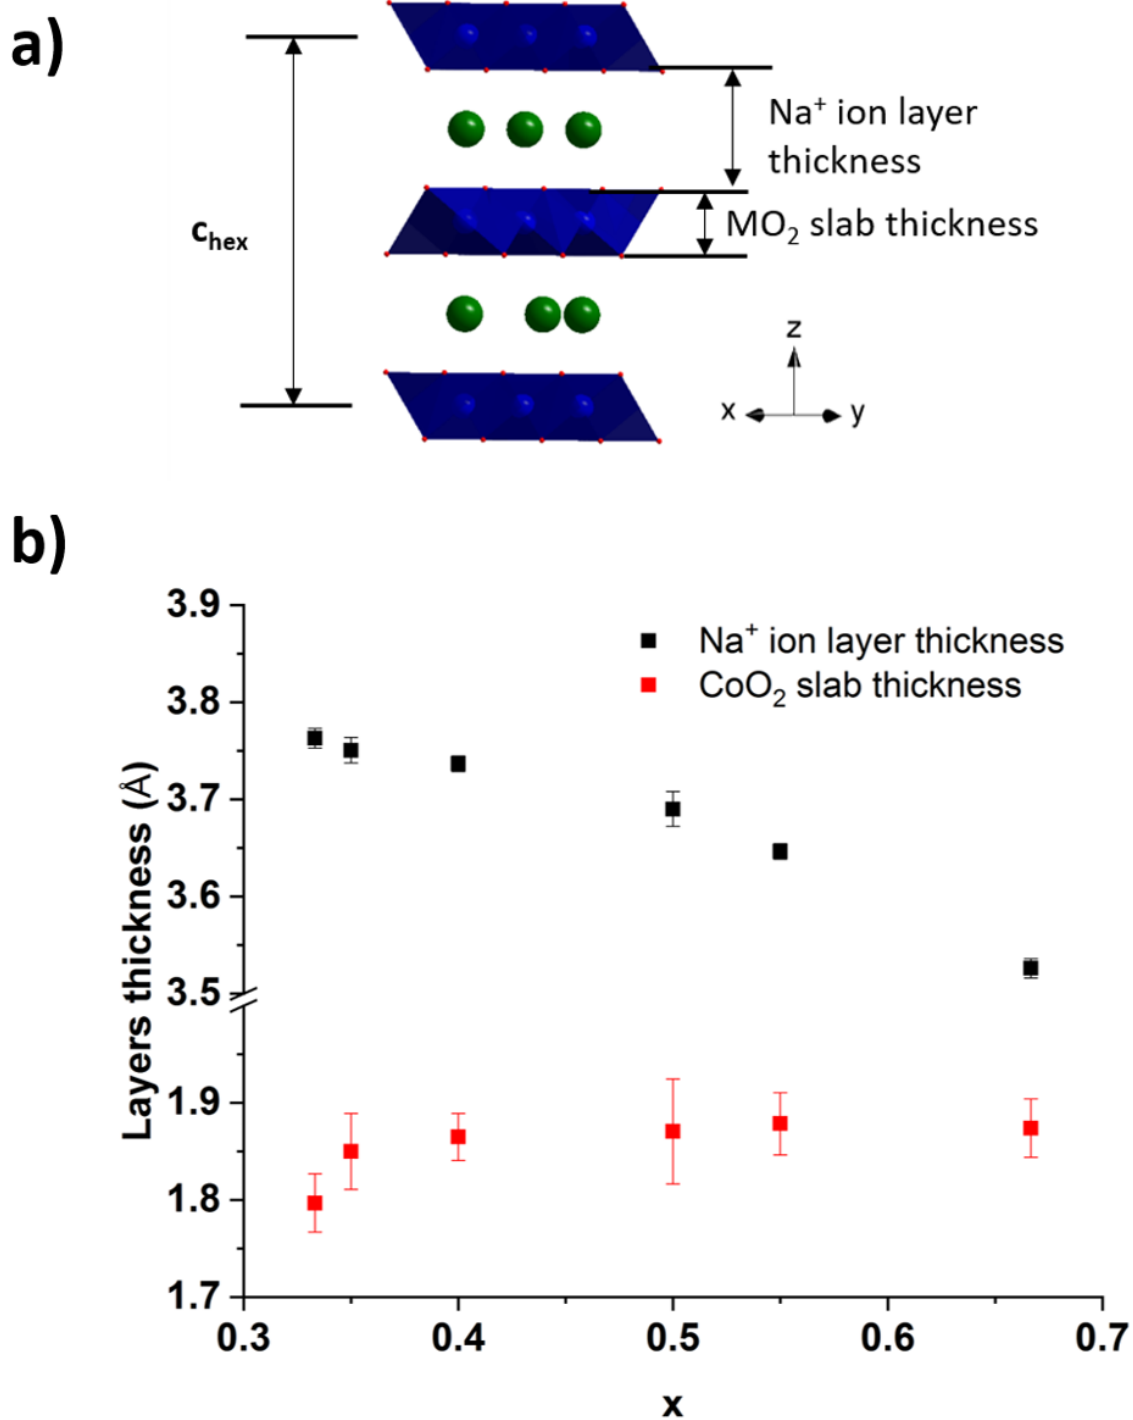 a)
Na⁺ ion layer
thickness
MO₂ slab thickness
c_hex
z
x y
b)
3.9
Na⁺ ion layer thickness
CoO₂ slab thickness
3.8
3.7
3.6
3.5
1.9
1.8
1.7
Layers thickness (Å)
0.3 0.4 0.5 0.6 0.7
x